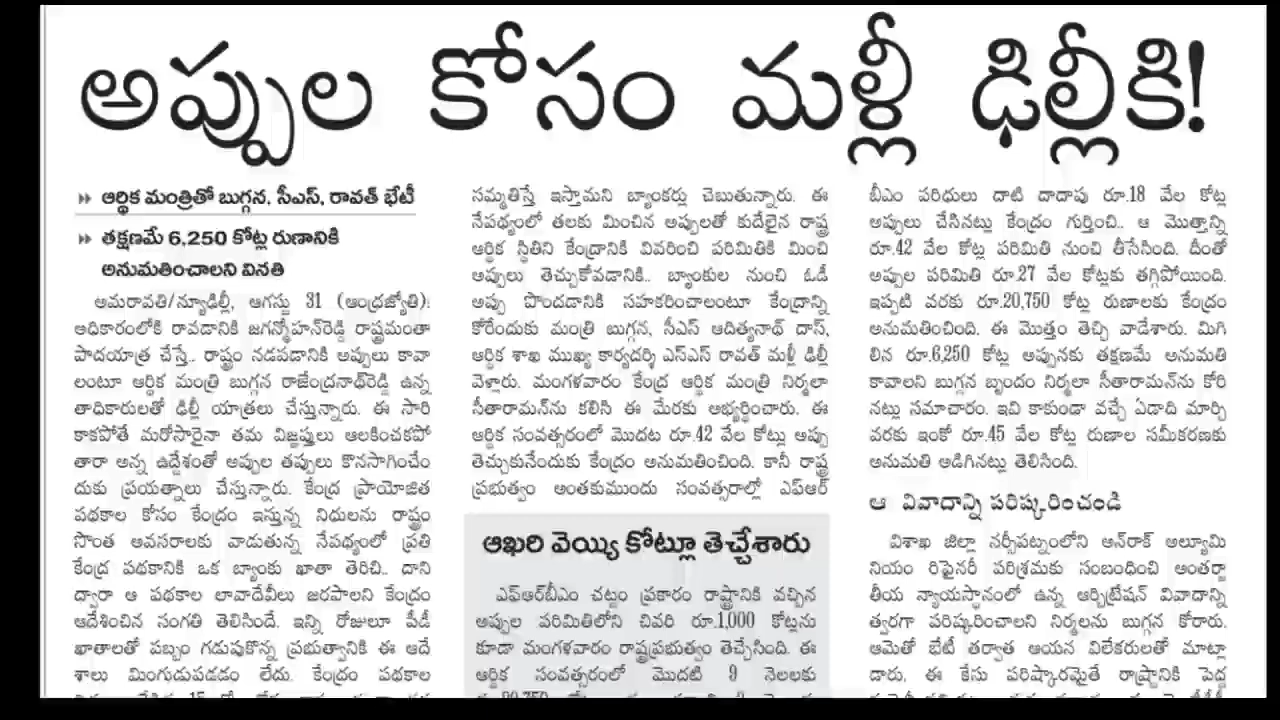 అప్పుల కోసం మళ్లీ ఢిల్లీకి!
» ఆర్థిక మంత్రితో బుగ్గన, సీఎస్, రావత్ భేటీ
» తక్షణమే 6,250 కోట్ల రుణానికి
అనుమతించాలని వినతి
అమరావతి/న్యూఢిల్లీ, ఆగస్టు 31 (ఆంధ్రజ్యోతి):
అధికారంలోకి రావడానికి జగన్మోహన్‌రెడ్డి రాష్ట్రమంతా
పాదయాత్ర చేస్తే.. రాష్ట్రం నడపడానికి అప్పులు కావా
లంటూ ఆర్థిక మంత్రి బుగ్గన రాజేంద్రనాథ్‌రెడ్డి ఉన్న
తాధికారులతో ఢిల్లీ యాత్రలు చేస్తున్నారు. ఈ సారి
కాకపోతే మరోసారైనా తమ విజ్ఞప్తులు ఆలకించకపో
తారా అన్న ఉద్దేశంతో అప్పుల తప్పులు కొనసాగించేం
దుకు ప్రయత్నాలు చేస్తున్నారు. కేంద్ర ప్రాయోజిత
పథకాల కోసం కేంద్రం ఇస్తున్న నిధులను రాష్ట్రం
సొంత అవసరాలకు వాడుతున్న నేపథ్యంలో ప్రతి
కేంద్ర పథకానికి ఒక బ్యాంకు ఖాతా తెరిచి.. దాని
ద్వారా ఆ పథకాల లావాదేవీలు జరపాలని కేంద్రం
ఆదేశించిన సంగతి తెలిసిందే. ఇన్ని రోజులూ పీడీ
ఖాతాలతో పబ్బం గడుపుకొన్న ప్రభుత్వానికి ఈ ఆదే
శాలు మింగుడుపడడం లేదు. కేంద్రం పథకాల
సమ్మతిస్తే ఇస్తామని బ్యాంకర్లు చెబుతున్నారు. ఈ
నేపథ్యంలో తలకు మించిన అప్పులతో కుదేలైన రాష్ట్ర
ఆర్థిక స్థితిని కేంద్రానికి వివరించి పరిమితికి మించి
అప్పులు తెచ్చుకోవడానికి.. బ్యాంకుల నుంచి ఓడీ
అప్పు పొందడానికి సహకరించాలంటూ కేంద్రాన్ని
కోరేందుకు మంత్రి బుగ్గన, సీఎస్ ఆదిత్యనాథ్ దాస్,
ఆర్థిక శాఖ ముఖ్య కార్యదర్శి ఎస్ఎస్ రావత్ మళ్లీ ఢిల్లీ
వెళ్లారు. మంగళవారం కేంద్ర ఆర్థిక మంత్రి నిర్మలా
సీతారామన్‌ను కలిసి ఈ మేరకు అభ్యర్థించారు. ఈ
ఆర్థిక సంవత్సరంలో మొదట రూ.42 వేల కోట్లు అప్పు
తెచ్చుకునేందుకు కేంద్రం అనుమతించింది. కానీ రాష్ట్ర
ప్రభుత్వం అంతకుముందు సంవత్సరాల్లో ఎఫ్ఆర్
ఆఖరి వెయ్యి కోట్లూ తెచ్చేశారు
ఎఫ్ఆర్‌బీఎం చట్టం ప్రకారం రాష్ట్రానికి వచ్చిన
అప్పుల పరిమితిలోని చివరి రూ.1,000 కోట్లను
కూడా మంగళవారం రాష్ట్రప్రభుత్వం తెచ్చేసింది. ఈ
ఆర్థిక సంవత్సరంలో మొదటి 9 నెలలకు
బీఎం పరిధులు దాటి దాదాపు రూ.18 వేల కోట్ల
అప్పులు చేసినట్లు కేంద్రం గుర్తించి.. ఆ మొత్తాన్ని
రూ.42 వేల కోట్ల పరిమితి నుంచి తీసేసింది. దీంతో
అప్పుల పరిమితి రూ.27 వేల కోట్లకు తగ్గిపోయింది.
ఇప్పటి వరకు రూ.20,750 కోట్ల రుణాలకు కేంద్రం
అనుమతించింది. ఈ మొత్తం తెచ్చి వాడేశారు. మిగి
లిన రూ.6,250 కోట్ల అప్పునకు తక్షణమే అనుమతి
కావాలని బుగ్గన బృందం నిర్మలా సీతారామన్‌ను కోరి
నట్లు సమాచారం. ఇవి కాకుండా వచ్చే ఏడాది మార్చి
వరకు ఇంకో రూ.45 వేల కోట్ల రుణాల సమీకరణకు
అనుమతి అడిగినట్లు తెలిసింది.
ఆ వివాదాన్ని పరిష్కరించండి
విశాఖ జిల్లా నర్సీపట్నంలోని ఆన్‌రాక్ అల్యూమి
నియం రిఫైనరీ పరిశ్రమకు సంబంధించి అంతర్జా
తీయ న్యాయస్థానంలో ఉన్న ఆర్బిట్రేషన్ వివాదాన్ని
త్వరగా పరిష్కరించాలని నిర్మలను బుగ్గన కోరారు.
ఆమెతో భేటీ తర్వాత ఆయన విలేకరులతో మాట్లా
డారు. ఈ కేసు పరిష్కారమైతే రాష్ట్రానికి పెద్ద